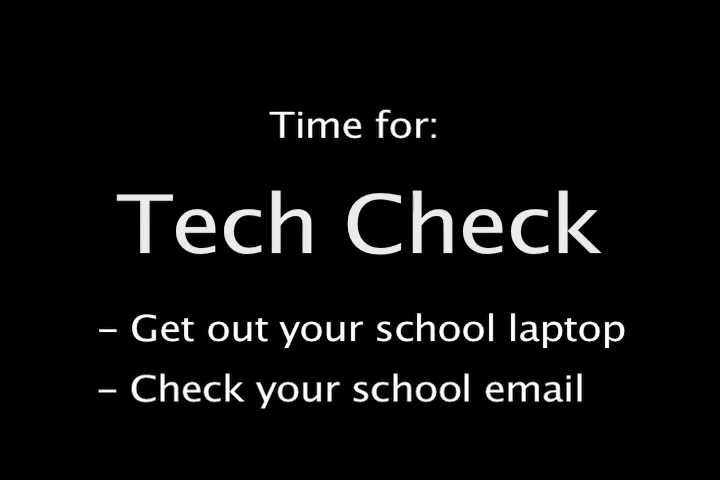 Time for:
Tech Check
- Get out your school laptop
- Check your school email